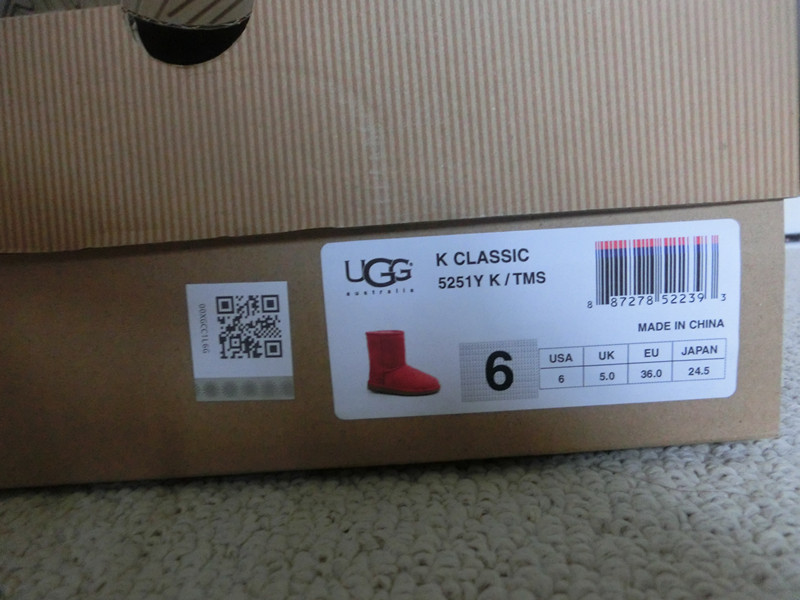 UGG
australia
K CLASSIC
5251Y K / TMS
8 87278 52239 3
MADE IN CHINA
6
USA UK EU JAPAN
6 5.0 36.0 24.5